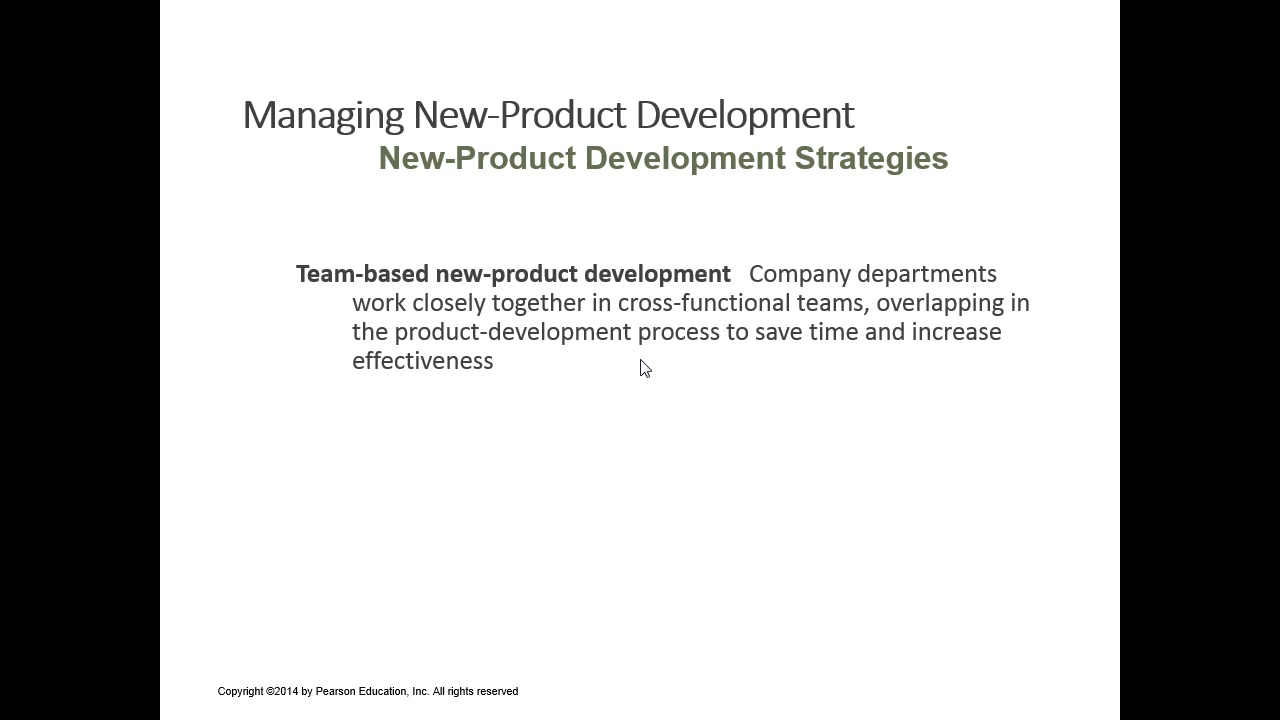 Managing New-Product Development
New-Product Development Strategies
Team-based new-product development Company departments
work closely together in cross-functional teams, overlapping in
the product-development process to save time and increase
effectiveness
Copyright ©2014 by Pearson Education, Inc. All rights reserved